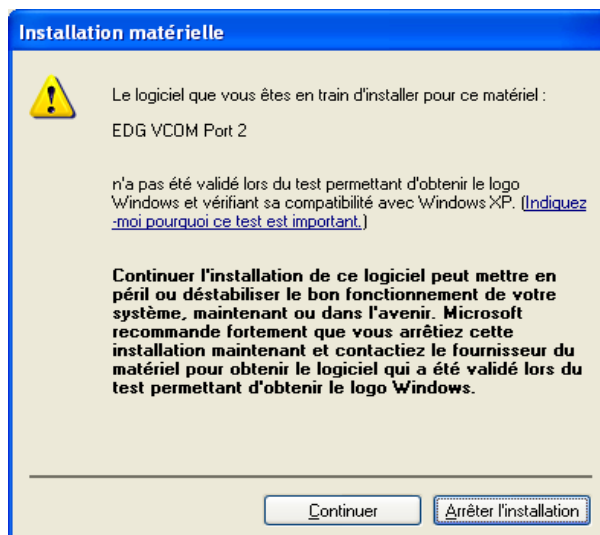 Installation matérielle
Le logiciel que vous êtes en train d'installer pour ce matériel :
EDG VCOM Port 2
n'a pas été validé lors du test permettant d'obtenir le logo
Windows et vérifiant sa compatibilité avec Windows XP. (Indiquez
-moi pourquoi ce test est important.)
Continuer l'installation de ce logiciel peut mettre en
péril ou déstabiliser le bon fonctionnement de votre
système, maintenant ou dans l'avenir. Microsoft
recommande fortement que vous arrêtiez cette
installation maintenant et contactiez le fournisseur du
matériel pour obtenir le logiciel qui a été validé lors du
test permettant d'obtenir le logo Windows.
Continuer
Arrêter l'installation